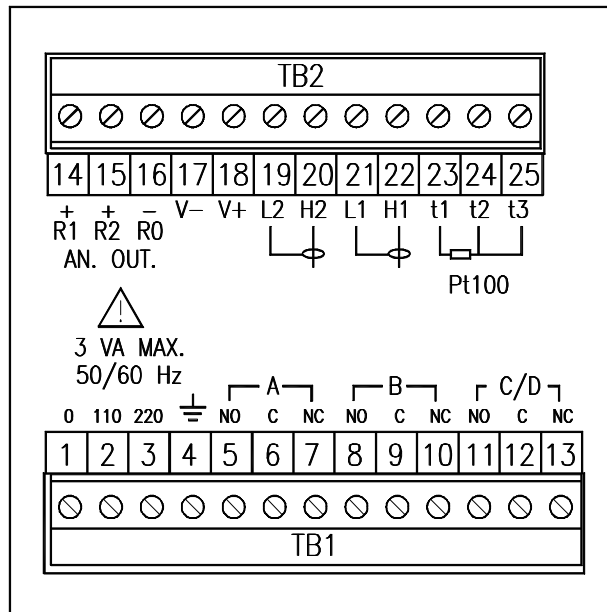 TB2
14 15 16 17 18 19 20 21 22 23 24 25
+ + − V− V+ L2 H2 L1 H1 t1 t2 t3
R1 R2 R0
AN. OUT.
Pt100
!
3 VA MAX.
50/60 Hz
A B C/D
0 110 220 NO C NC NO C NC NO C NC
1 2 3 4 5 6 7 8 9 10 11 12 13
TB1